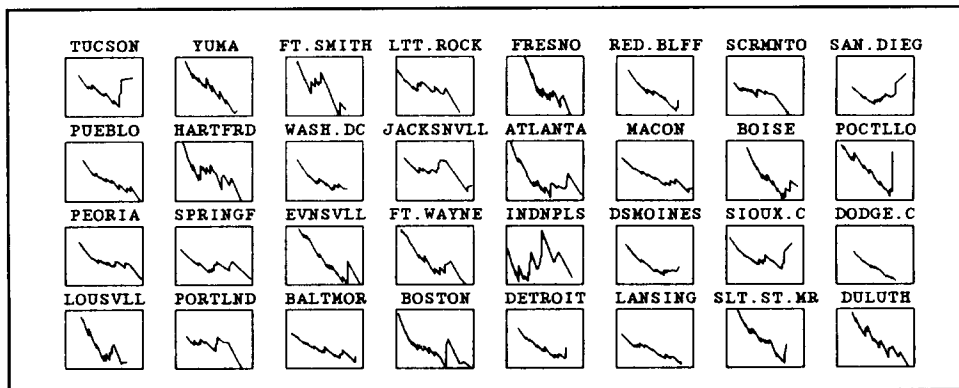 TUCSON YUMA FT.SMITH LTT.ROCK FRESNO RED.BLFF SCRMNTO SAN.DIEG
PUEBLO HARTFRD WASH.DC JACKSNVLL ATLANTA MACON BOISE POCTLLO
PEORIA SPRINGF EVNSVLL FT.WAYNE INDNPLS DSMOINES SIOUX.C DODGE.C
LOUSVLL PORTLND BALTMOR BOSTON DETROIT LANSING SLT.ST.MR DULUTH